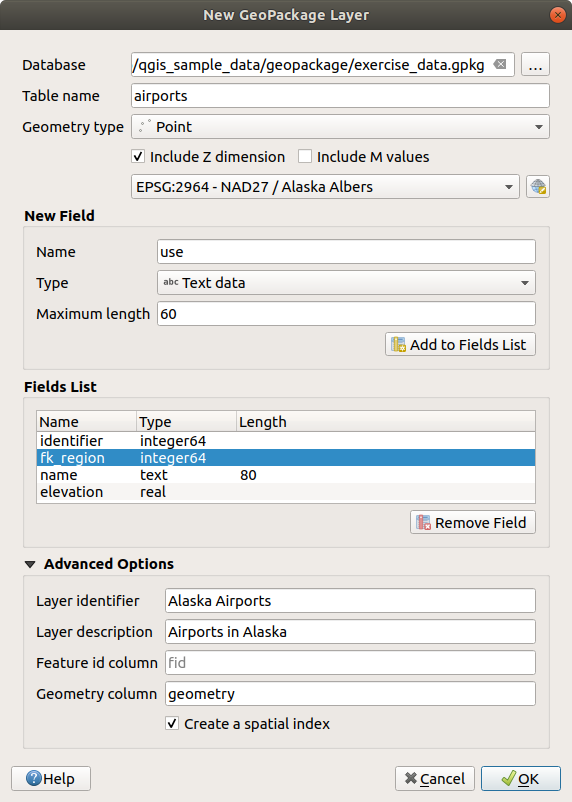 New GeoPackage Layer
Database /qgis_sample_data/geopackage/exercise_data.gpkg ...
Table name airports
Geometry type Point
Include Z dimension Include M values
EPSG:2964 - NAD27 / Alaska Albers
New Field
Name use
Type abc Text data
Maximum length 60
Add to Fields List
Fields List
Name Type Length
identifier integer64
fk_region integer64
name text 80
elevation real
Remove Field
Advanced Options
Layer identifier Alaska Airports
Layer description Airports in Alaska
Feature id column fid
Geometry column geometry
Create a spatial index
Help Cancel OK